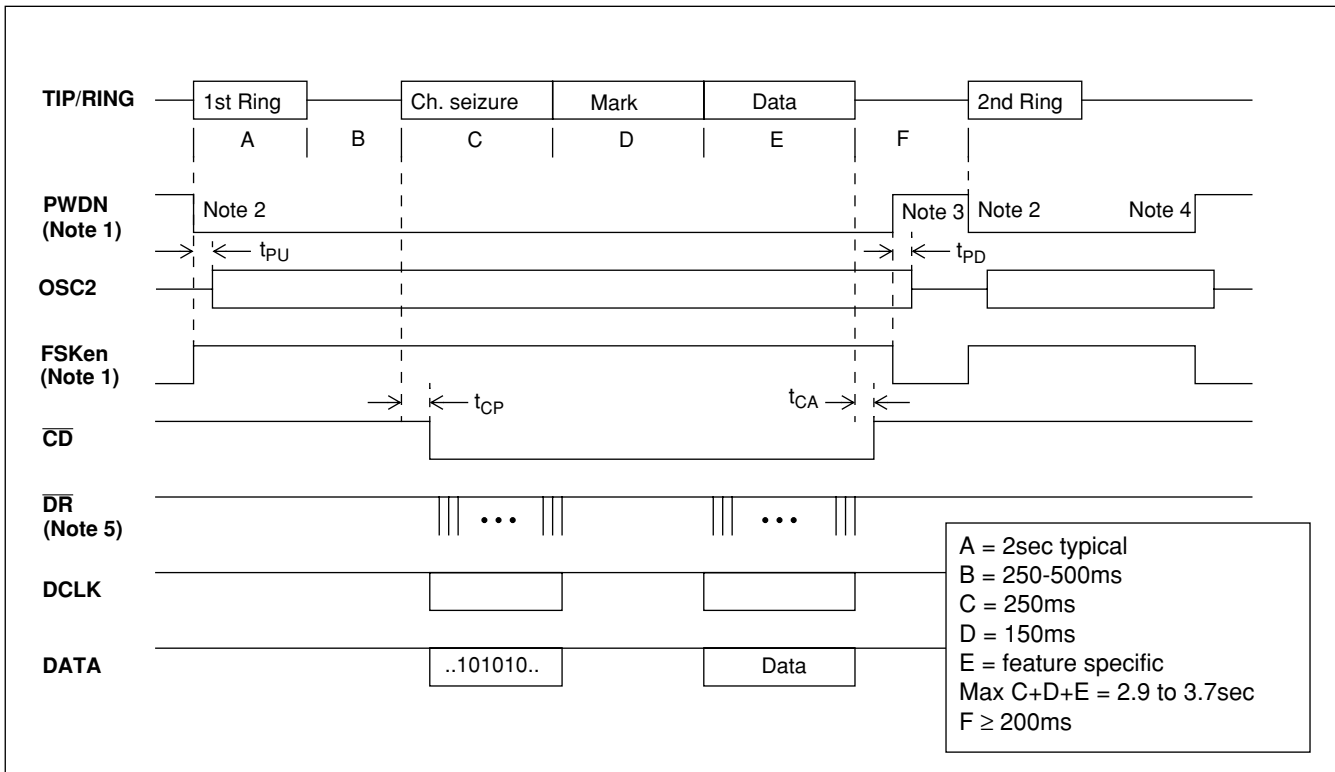 TIP/RING 1st Ring Ch. seizure Mark Data 2nd Ring
A B C D E F
PWDN
(Note 1)
Note 2 Note 3 Note 2 Note 4
tPU tPD
OSC2
FSKen
(Note 1)
tCP tCA
CD
DR
(Note 5)
DCLK
DATA ..101010.. Data
A = 2sec typical
B = 250-500ms
C = 250ms
D = 150ms
E = feature specific
Max C+D+E = 2.9 to 3.7sec
F ≥ 200ms